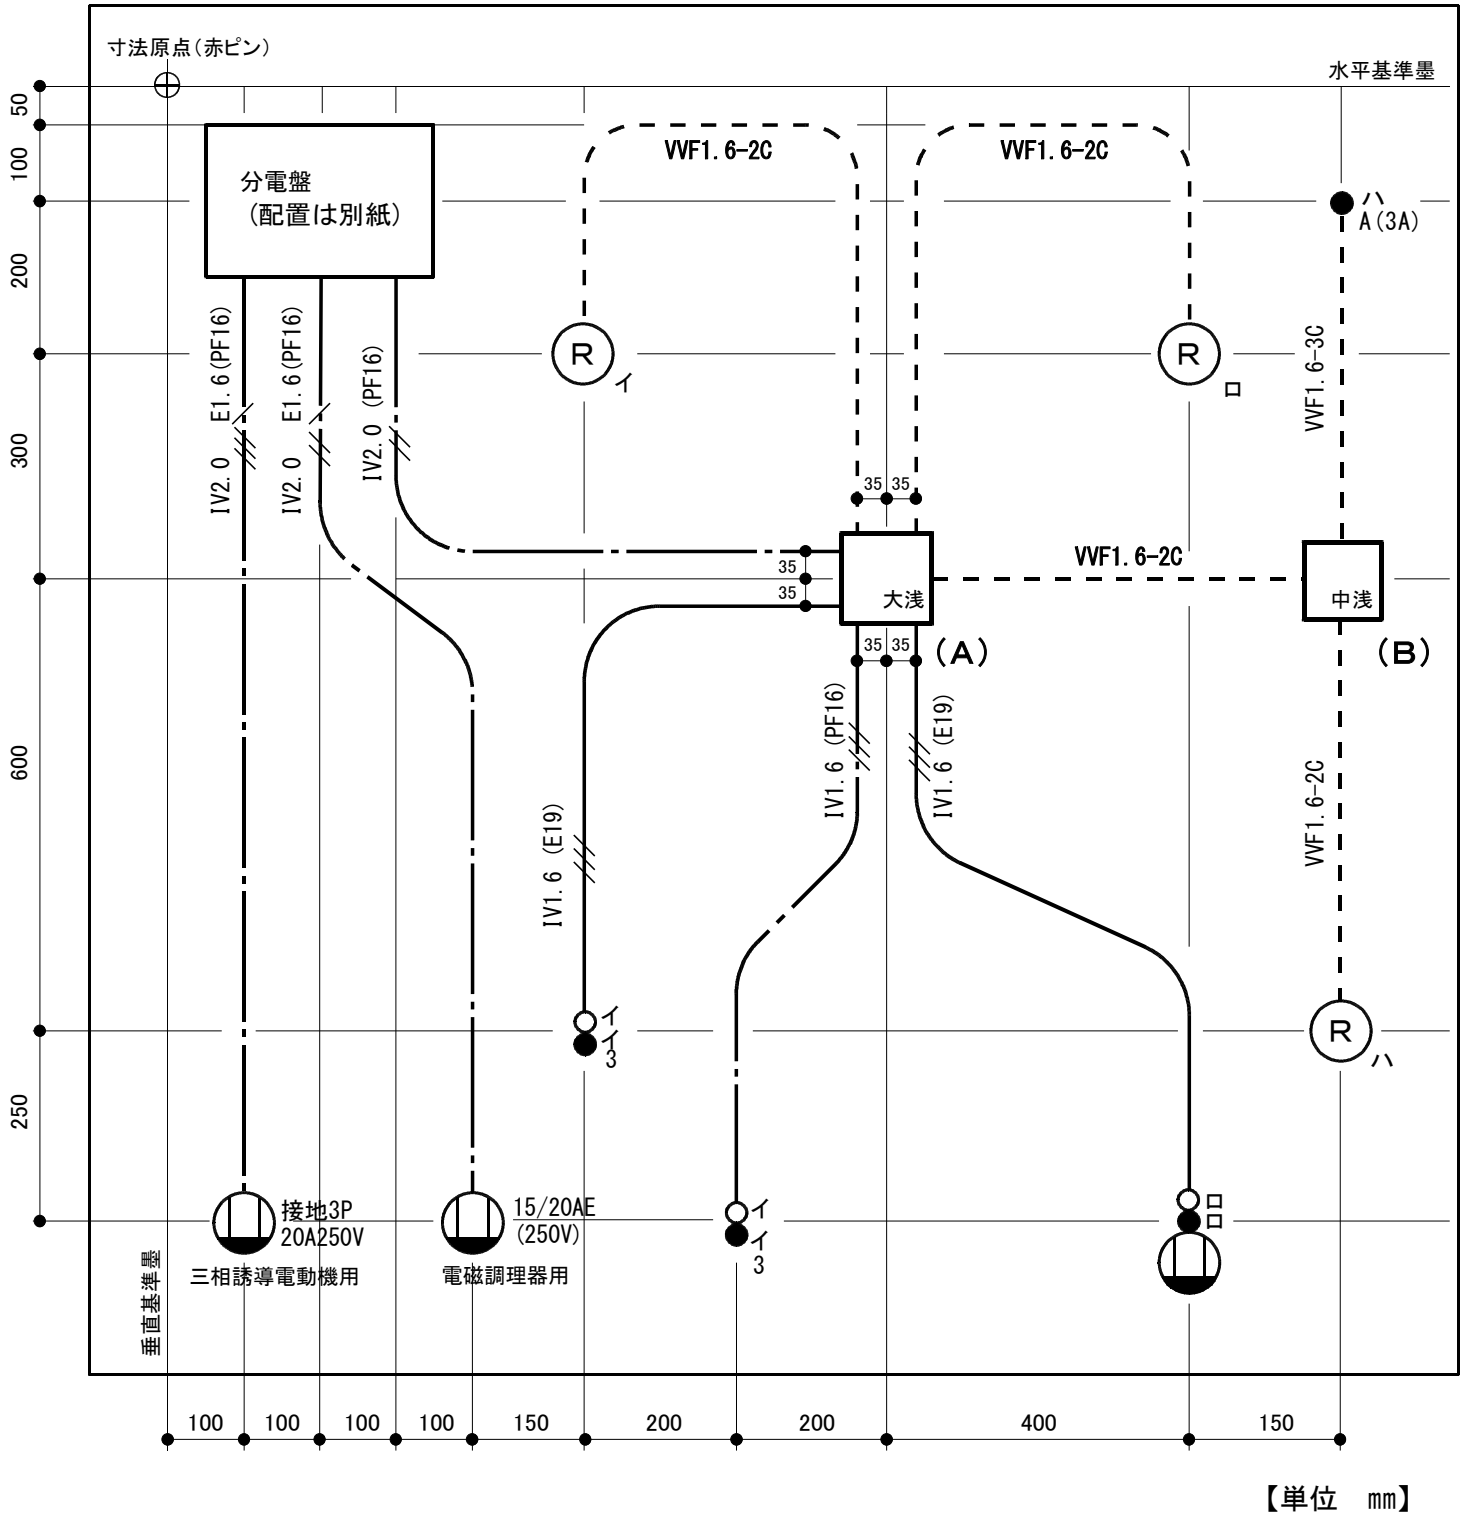 寸法原点(赤ピン)
水平基準墨
50
100
200
300
600
250
分電盤
(配置は別紙)
VVF1.6-2C
VVF1.6-2C
ハ
A(3A)
IV2.0 E1.6(PF16)
IV2.0 E1.6(PF16)
IV2.0 (PF16)
R
イ
R
ロ
VVF1.6-3C
35 35
35
35
大浅
(A)
VVF1.6-2C
中浅
(B)
35 35
IV1.6 (PF16)
IV1.6 (E19)
IV1.6 (E19)
VVF1.6-2C
イ
イ
3
R
ハ
接地3P
20A250V
三相誘導電動機用
15/20AE
(250V)
電磁調理器用
イ
イ
3
ロ
ロ
垂直基準墨
100 100 100 100 150 200 200 400 150
【単位 mm】